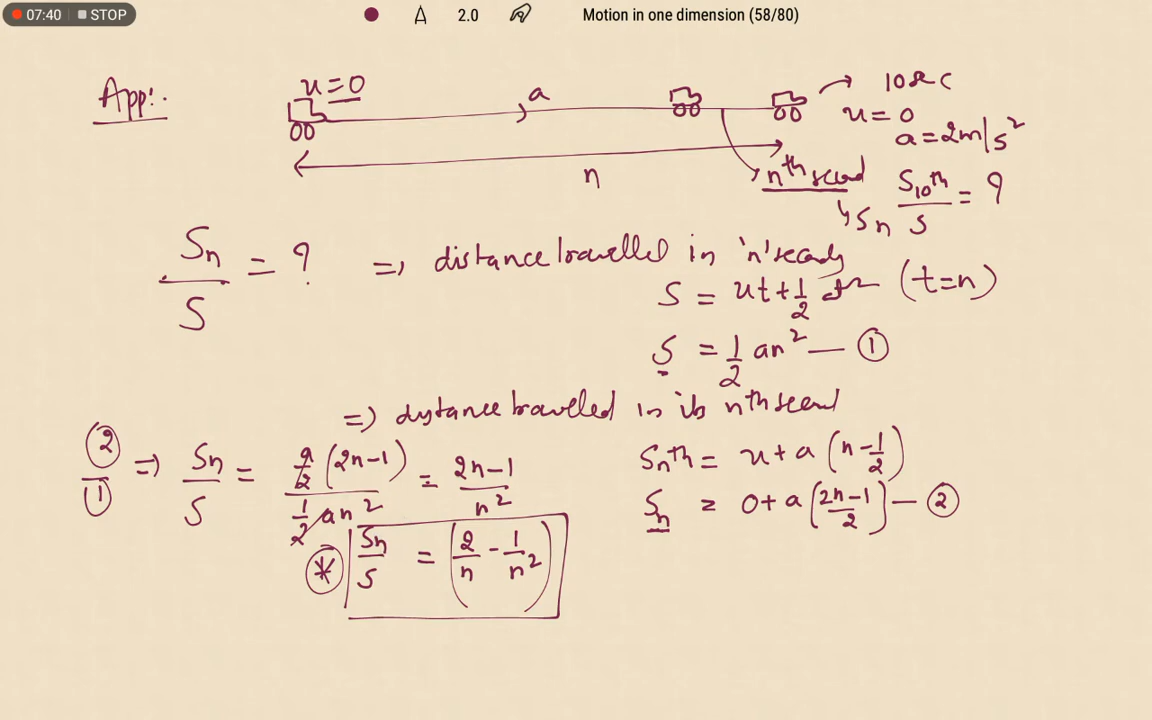 07:40 STOP
2.0
Motion in one dimension (58/80)
App:.
u = 0
a
10 sec
u = 0
a = 2m/s²
n
nth second
↳ Sn
S10th / S = ?
Sn / S = ? ⇒ distance travelled in 'n' seconds
S = ut + 1/2 at² (t=n)
S = 1/2 an² — ①
⇒ distance travelled in its nth second
Snth = u + a (n - 1/2)
Sn = 0 + a (2n-1 / 2) — ②
② / ① ⇒ Sn / S = a/2 (2n-1) / 1/2 an² = 2n-1 / n²
* Sn / S = (2/n - 1/n²)